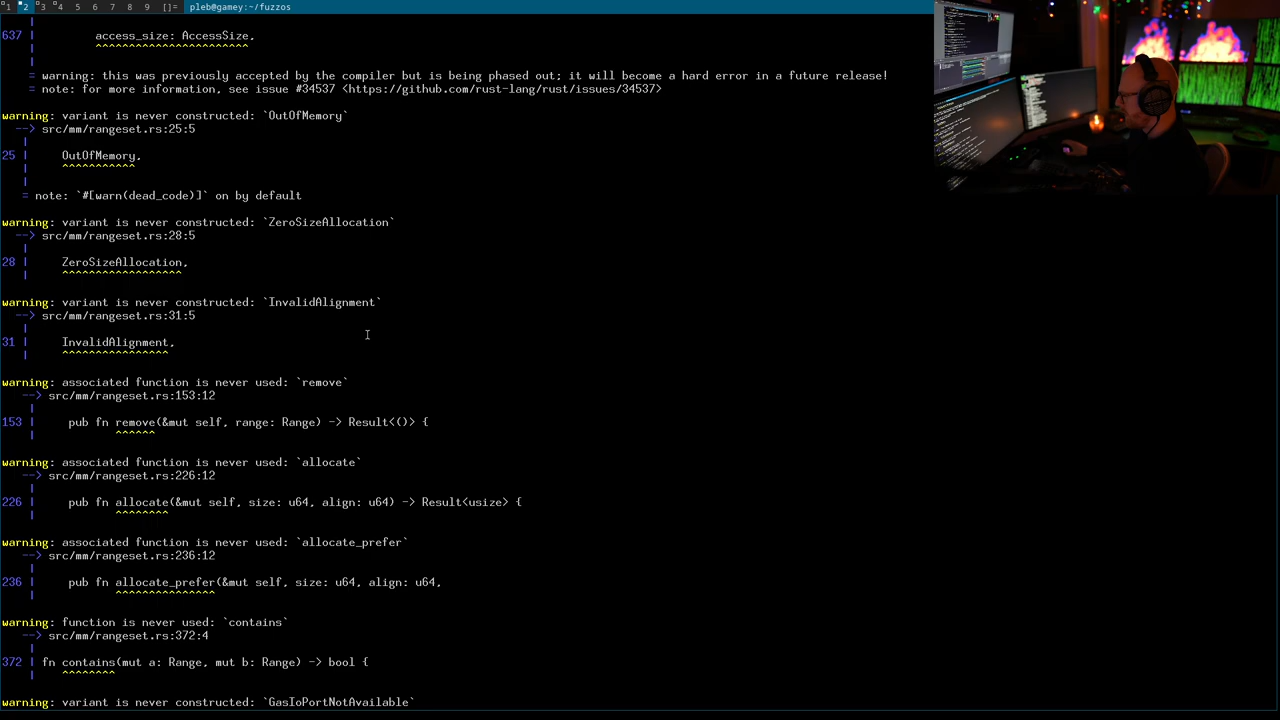 1 2 3 4 5 6 7 8 9 []= pleb@gamey:~/fuzzos
|
637 | access_size: AccessSize,
| ^^^^^^^^^^^^^^^^^^^^^^^
|
= warning: this was previously accepted by the compiler but is being phased out; it will become a hard error in a future release!
= note: for more information, see issue #34537 <https://github.com/rust-lang/rust/issues/34537>
warning: variant is never constructed: `OutOfMemory`
--> src/mm/rangeset.rs:25:5
|
25 | OutOfMemory,
| ^^^^^^^^^^^
|
= note: `#[warn(dead_code)]` on by default
warning: variant is never constructed: `ZeroSizeAllocation`
--> src/mm/rangeset.rs:28:5
|
28 | ZeroSizeAllocation,
| ^^^^^^^^^^^^^^^^^^
warning: variant is never constructed: `InvalidAlignment`
--> src/mm/rangeset.rs:31:5
|
31 | InvalidAlignment,
| ^^^^^^^^^^^^^^^^
warning: associated function is never used: `remove`
--> src/mm/rangeset.rs:153:12
|
153 | pub fn remove(&mut self, range: Range) -> Result<()> {
| ^^^^^^
warning: associated function is never used: `allocate`
--> src/mm/rangeset.rs:226:12
|
226 | pub fn allocate(&mut self, size: u64, align: u64) -> Result<usize> {
| ^^^^^^^^
warning: associated function is never used: `allocate_prefer`
--> src/mm/rangeset.rs:236:12
|
236 | pub fn allocate_prefer(&mut self, size: u64, align: u64,
| ^^^^^^^^^^^^^^^
warning: function is never used: `contains`
--> src/mm/rangeset.rs:372:4
|
372 | fn contains(mut a: Range, mut b: Range) -> bool {
| ^^^^^^^^
warning: variant is never constructed: `GasIoPortNotAvailable`